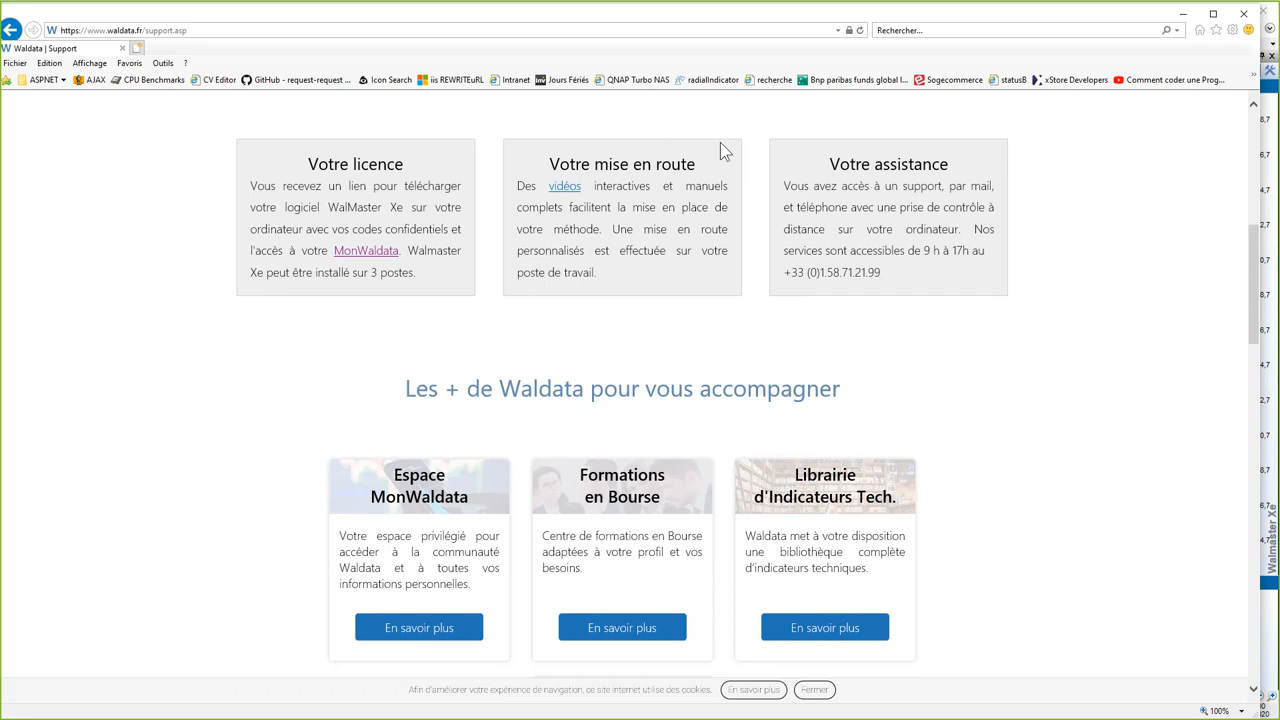 https://www.waldata.fr/support.asp
Rechercher...
Waldata | Support
Fichier Edition Affichage Favoris Outils ?
ASPNET AJAX CPU Benchmarks CV Editor GitHub - request-request ... Icon Search iis REWRITEuRL Intranet Jours Fériés QNAP Turbo NAS radialIndicator recherche Bnp paribas funds global l... Sogecommerce statusB xStore Developers Comment coder une Prog...
Votre licence
Vous recevez un lien pour télécharger
votre logiciel WalMaster Xe sur votre
ordinateur avec vos codes confidentiels et
l'accès à votre MonWaldata. Walmaster
Xe peut être installé sur 3 postes.
Votre mise en route
Des vidéos interactives et manuels
complets facilitent la mise en place de
votre méthode. Une mise en route
personnalisés est effectuée sur votre
poste de travail.
Votre assistance
Vous avez accès à un support, par mail,
et téléphone avec une prise de contrôle à
distance sur votre ordinateur. Nos
services sont accessibles de 9 h à 17h au
+33 (0)1.58.71.21.99
Les + de Waldata pour vous accompagner
Espace
MonWaldata
Votre espace privilégié pour
accéder à la communauté
Waldata et à toutes vos
informations personnelles.
En savoir plus
Formations
en Bourse
Centre de formations en Bourse
adaptées à votre profil et vos
besoins.
En savoir plus
Librairie
d'Indicateurs Tech.
Waldata met à votre disposition
une bibliothèque complète
d'indicateurs techniques.
En savoir plus
Afin d'améliorer votre expérience de navigation, ce site internet utilise des cookies. En savoir plus Fermer
100%
Walmaster Xe